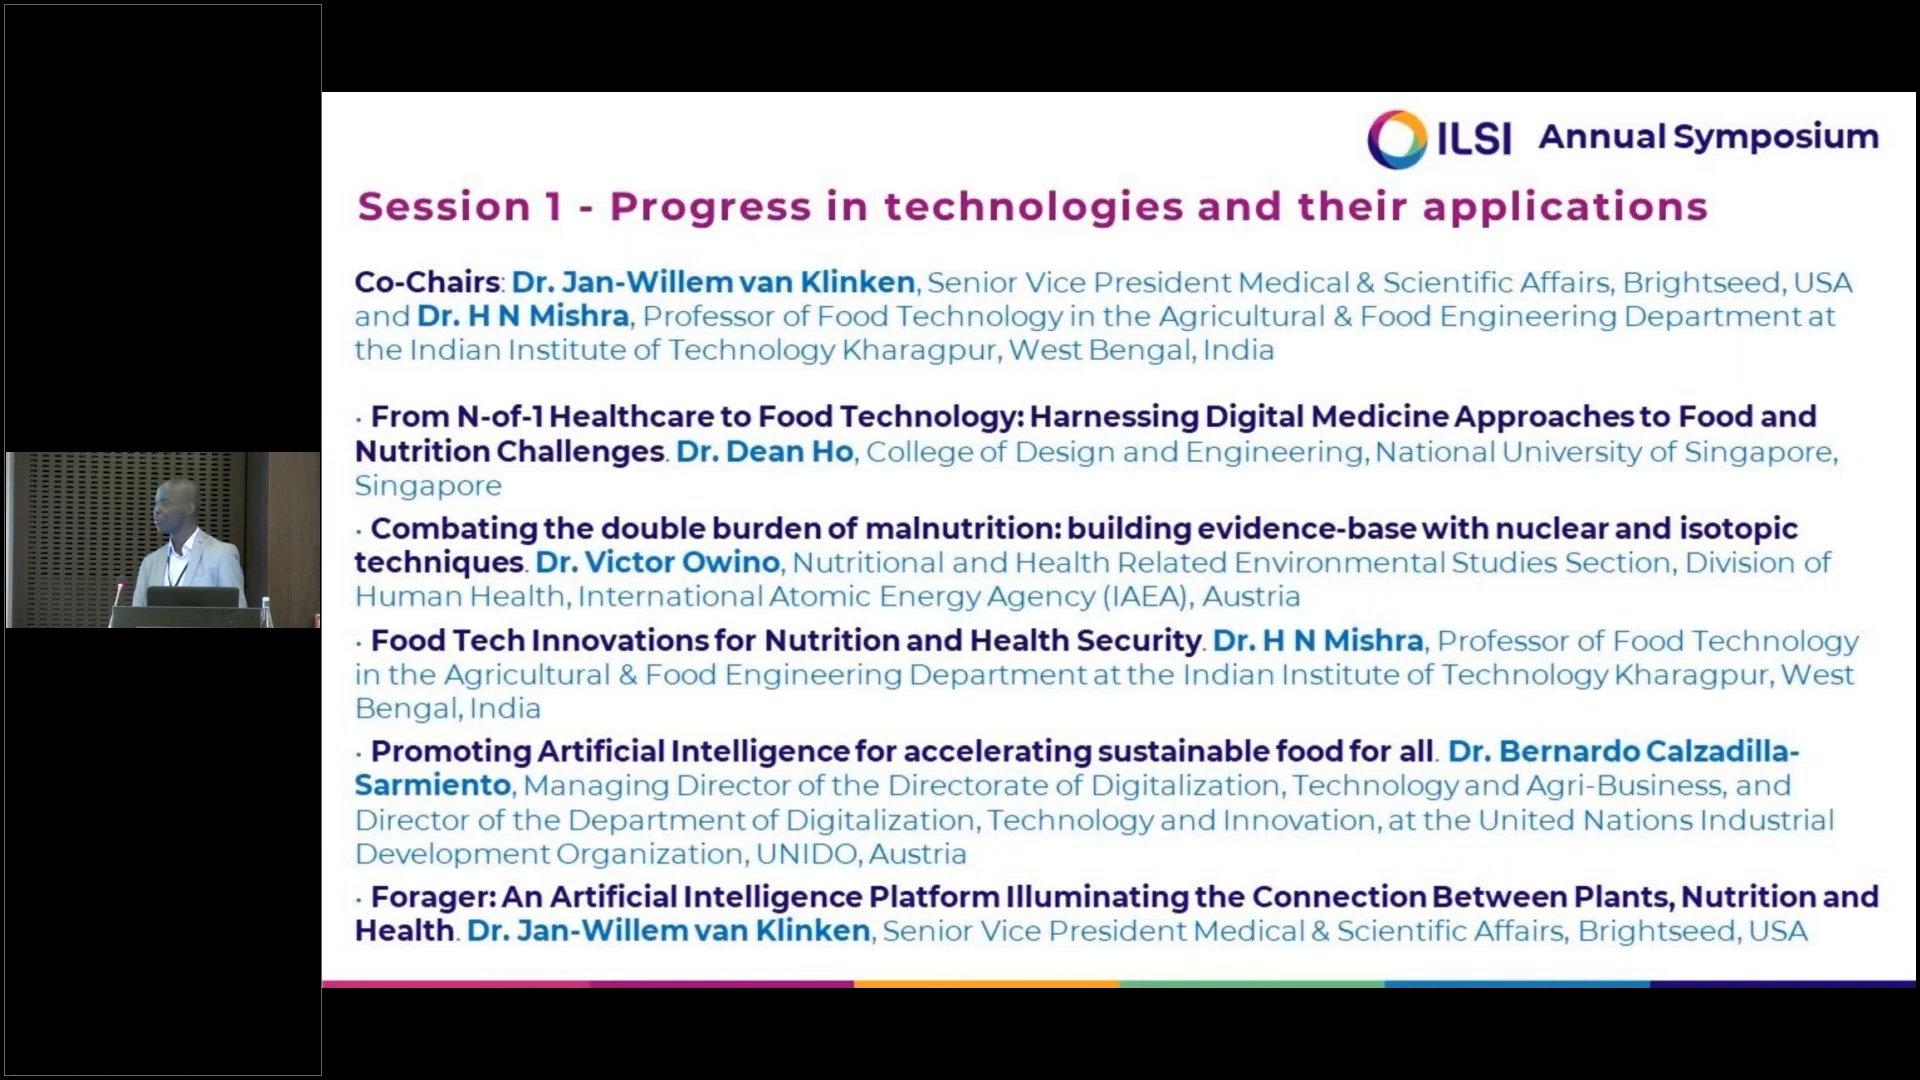 ILSI Annual Symposium
Session 1 - Progress in technologies and their applications
Co-Chairs: Dr. Jan-Willem van Klinken, Senior Vice President Medical & Scientific Affairs, Brightseed, USA
and Dr. H N Mishra, Professor of Food Technology in the Agricultural & Food Engineering Department at
the Indian Institute of Technology Kharagpur, West Bengal, India
· From N-of-1 Healthcare to Food Technology: Harnessing Digital Medicine Approaches to Food and
Nutrition Challenges. Dr. Dean Ho, College of Design and Engineering, National University of Singapore,
Singapore
· Combating the double burden of malnutrition: building evidence-base with nuclear and isotopic
techniques. Dr. Victor Owino, Nutritional and Health Related Environmental Studies Section, Division of
Human Health, International Atomic Energy Agency (IAEA), Austria
· Food Tech Innovations for Nutrition and Health Security. Dr. H N Mishra, Professor of Food Technology
in the Agricultural & Food Engineering Department at the Indian Institute of Technology Kharagpur, West
Bengal, India
· Promoting Artificial Intelligence for accelerating sustainable food for all. Dr. Bernardo Calzadilla-
Sarmiento, Managing Director of the Directorate of Digitalization, Technology and Agri-Business, and
Director of the Department of Digitalization, Technology and Innovation, at the United Nations Industrial
Development Organization, UNIDO, Austria
· Forager: An Artificial Intelligence Platform Illuminating the Connection Between Plants, Nutrition and
Health. Dr. Jan-Willem van Klinken, Senior Vice President Medical & Scientific Affairs, Brightseed, USA